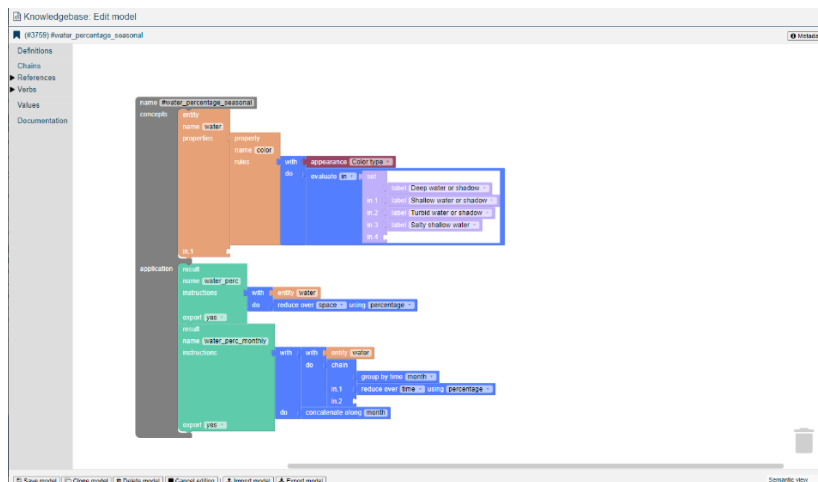 Knowledgebase: Edit model
(#3759) #water_percentage_seasonal
Metada
Definitions
Chains
References
Verbs
Values
Documentation
name #water_percentage_seasonal
concepts entity
name water
properties property
name color
rules with appearance Color type
do evaluate in set
label Deep water or shadow
in.1 label Shallow water or shadow
in.2 label Turbid water or shadow
in.3 label Salty shallow water
in.4
in.1
application result
name water_perc
instructions with entity water
do reduce over space using percentage
export yes
result
name water_perc_monthly
instructions with with entity water
do chain
group by time month
in.1 reduce over time using percentage
in.2
do concatenate along month
export yes
Save model Clone model Delete model Cancel editing Import model Export model Semantic view